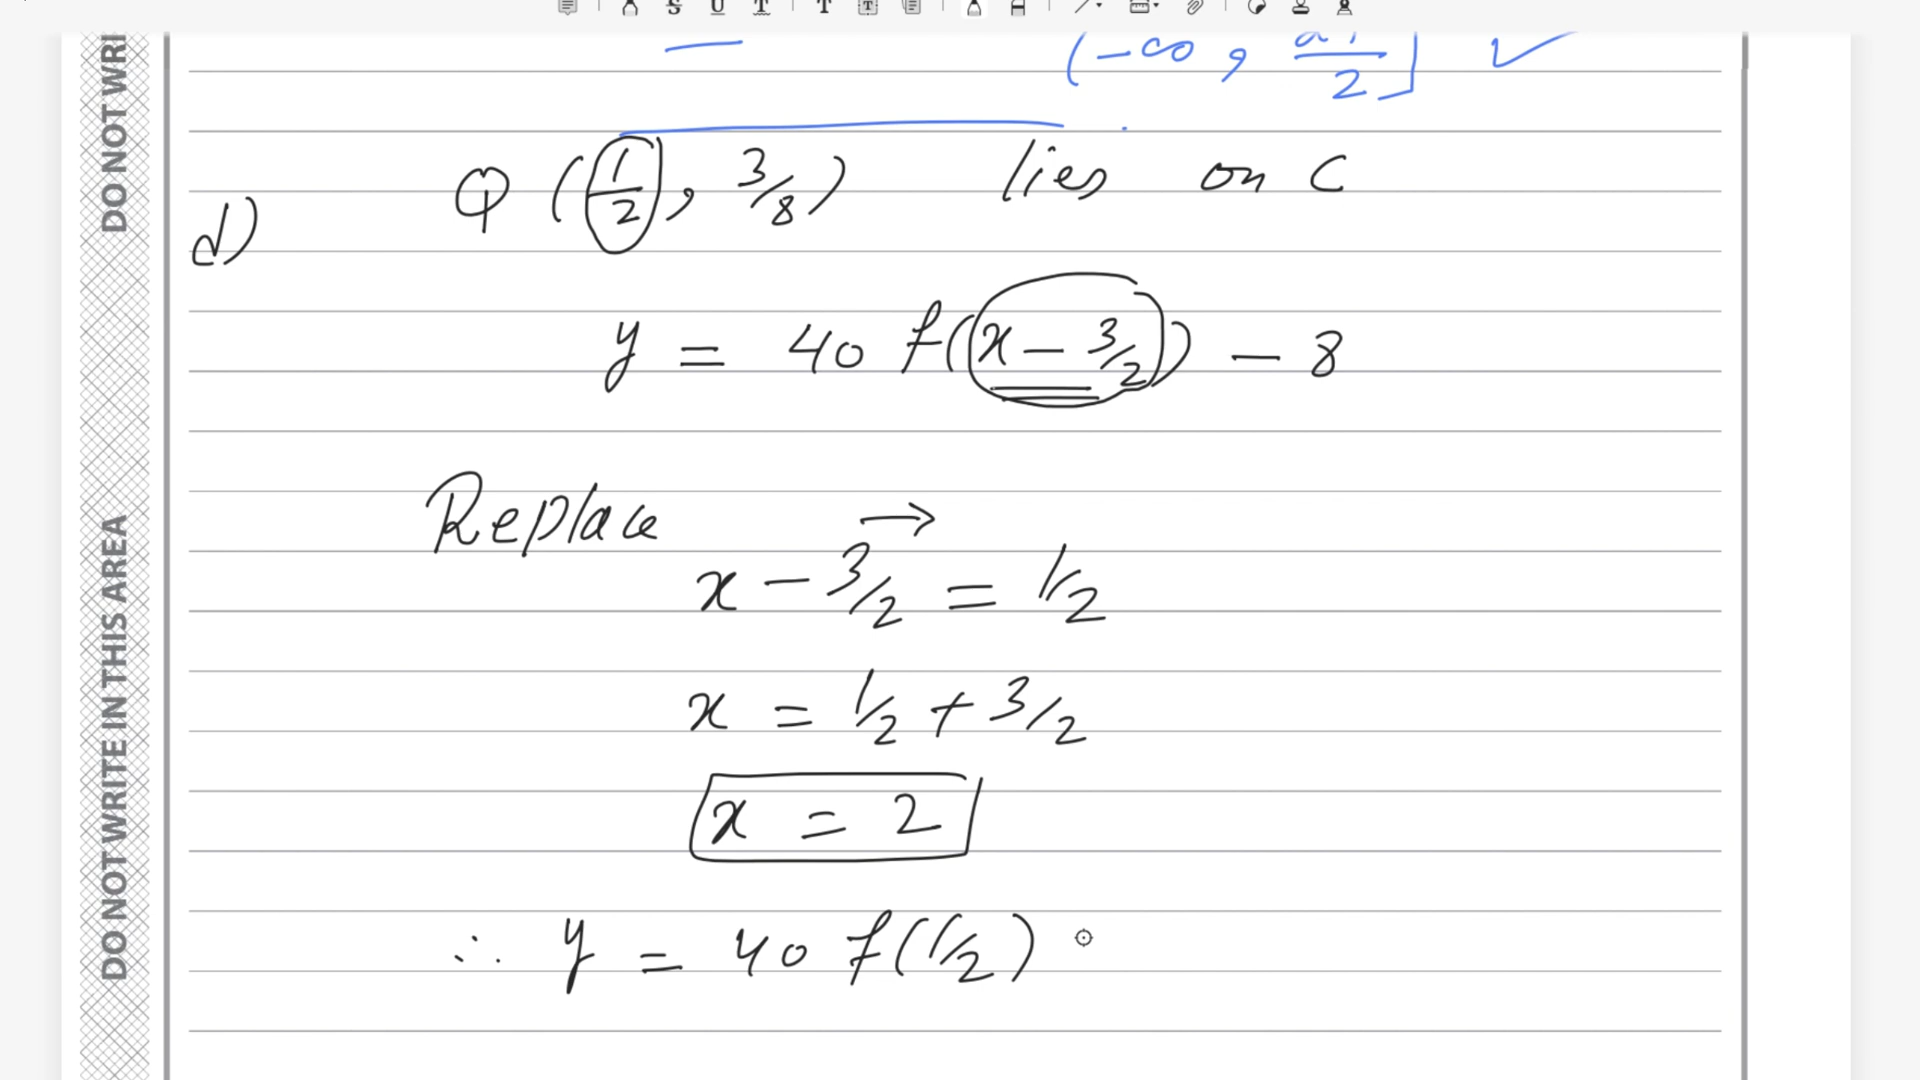 DO NOT WRI
DO NOT WRITE IN THIS AREA
(-∞ , 2]
d) Q (1/2, 3/8) lies on C
y = 40 f(x - 3/2) - 8
Replace →
x - 3/2 = 1/2
x = 1/2 + 3/2
x = 2
∴ y = 40 f(1/2)